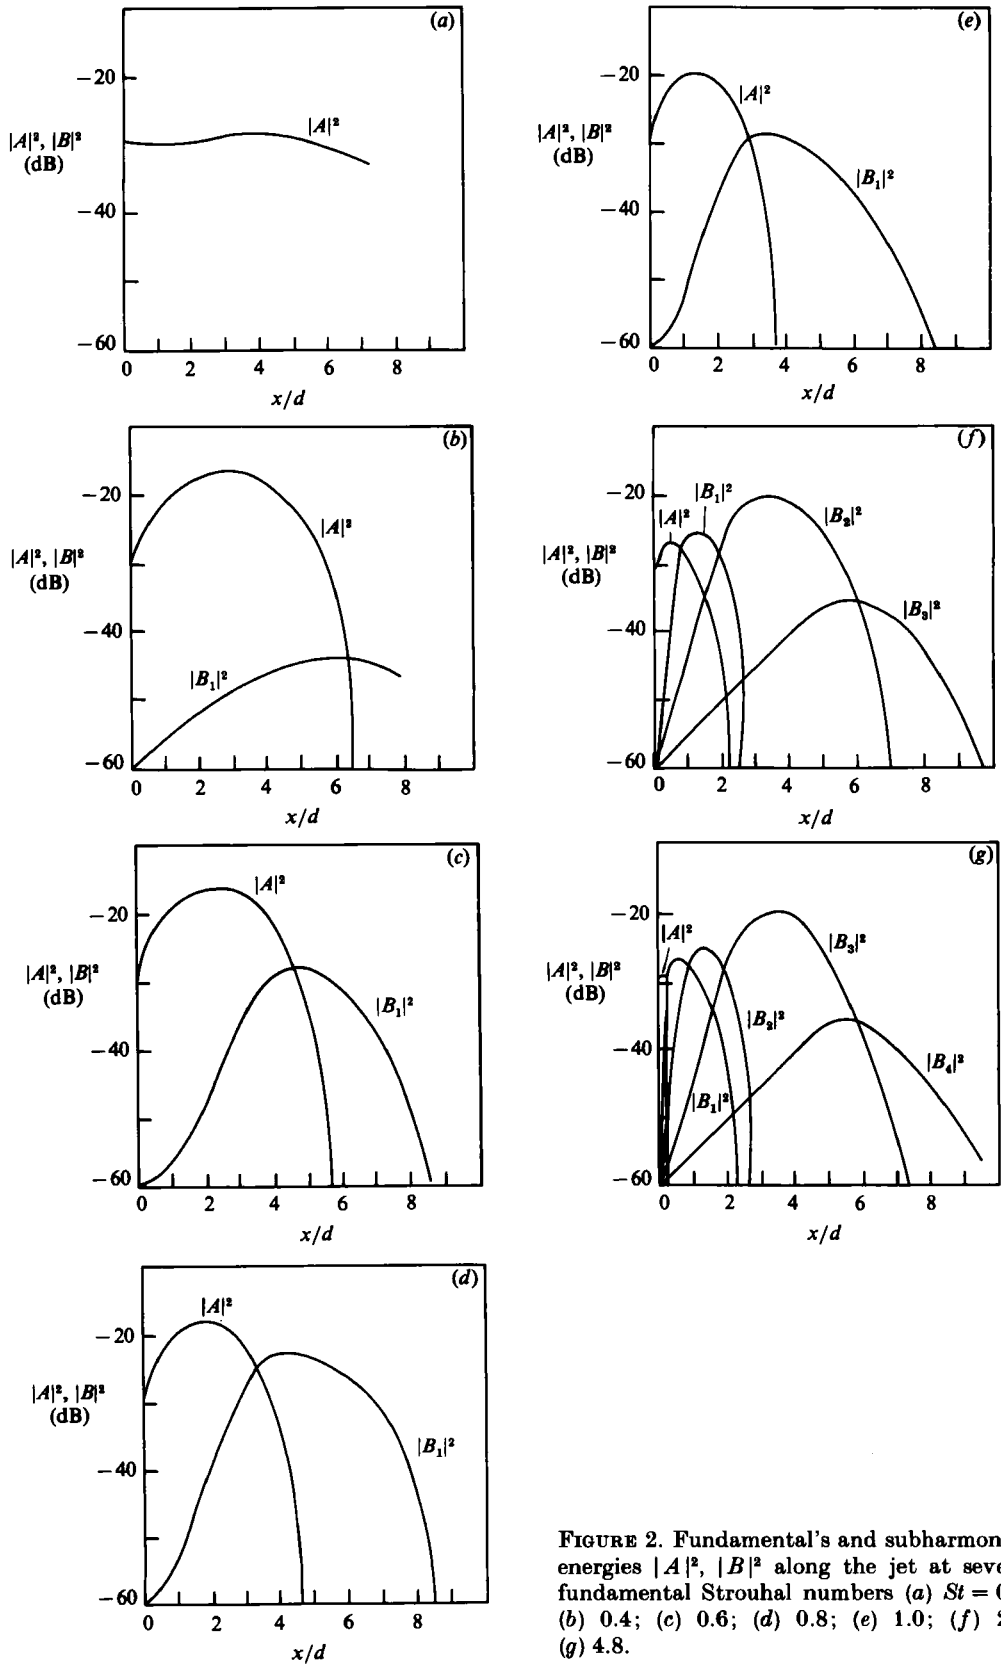 (a)
−20
|A|², |B|²
(dB)
|A|²
−40
−60
0 2 4 6 8
x/d
(b)
−20
|A|², |B|²
(dB)
|A|²
−40
|B₁|²
−60
0 2 4 6 8
x/d
(c)
|A|²
−20
|A|², |B|²
(dB)
|B₁|²
−40
−60
0 2 4 6 8
x/d
(d)
|A|²
−20
|A|², |B|²
(dB)
|B₁|²
−40
−60
0 2 4 6 8
x/d
(e)
−20
|A|²
|A|², |B|²
(dB)
|B₁|²
−40
−60
0 2 4 6 8
x/d
(f)
−20
|B₁|²
|A|²
|B₂|²
|A|², |B|²
(dB)
|B₃|²
−40
−60
0 2 4 6 8
x/d
(g)
−20
|A|²
|B₃|²
|A|², |B|²
(dB)
|B₂|²
−40
|B₄|²
|B₁|²
−60
0 2 4 6 8
x/d
FIGURE 2. Fundamental's and subharmon
energies |A|², |B|² along the jet at seve
fundamental Strouhal numbers (a) St =
(b) 0.4; (c) 0.6; (d) 0.8; (e) 1.0; (f)
(g) 4.8.